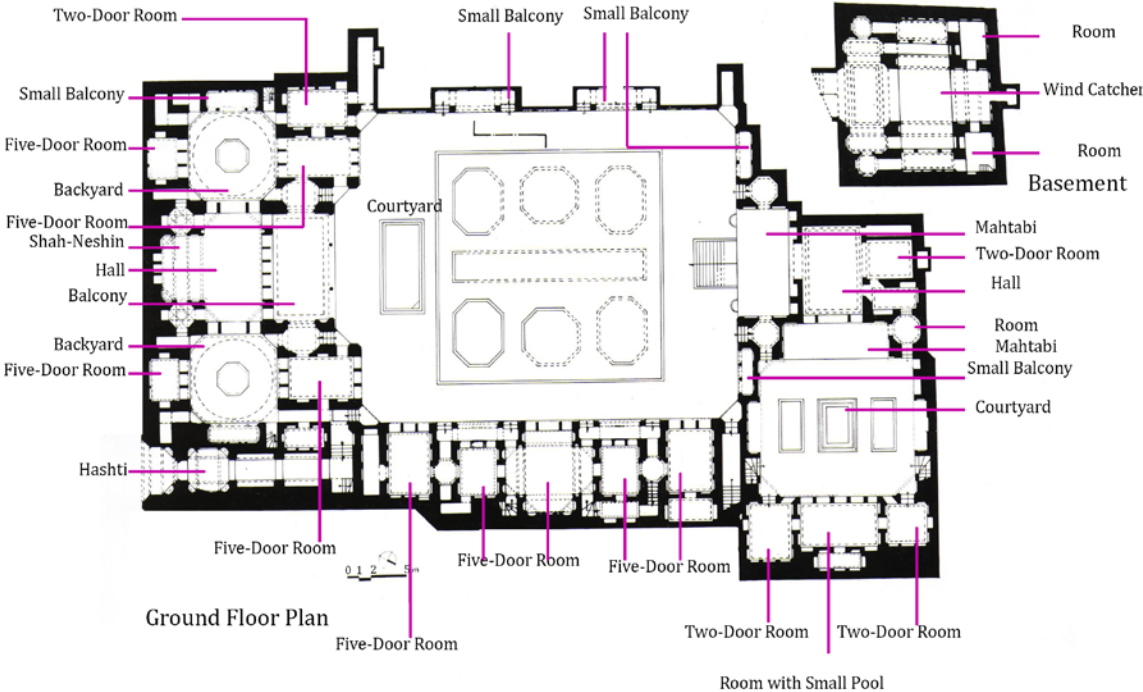 Two-Door Room
Small Balcony
Small Balcony
Small Balcony
Five-Door Room
Backyard
Five-Door Room
Shah-Neshin
Hall
Balcony
Backyard
Five-Door Room
Hashti
Courtyard
Room
Wind Catcher
Room
Basement
Mahtabi
Two-Door Room
Hall
Room
Mahtabi
Small Balcony
Courtyard
Five-Door Room
Five-Door Room
Five-Door Room
0 1 2 5m
Ground Floor Plan
Five-Door Room
Two-Door Room
Two-Door Room
Room with Small Pool